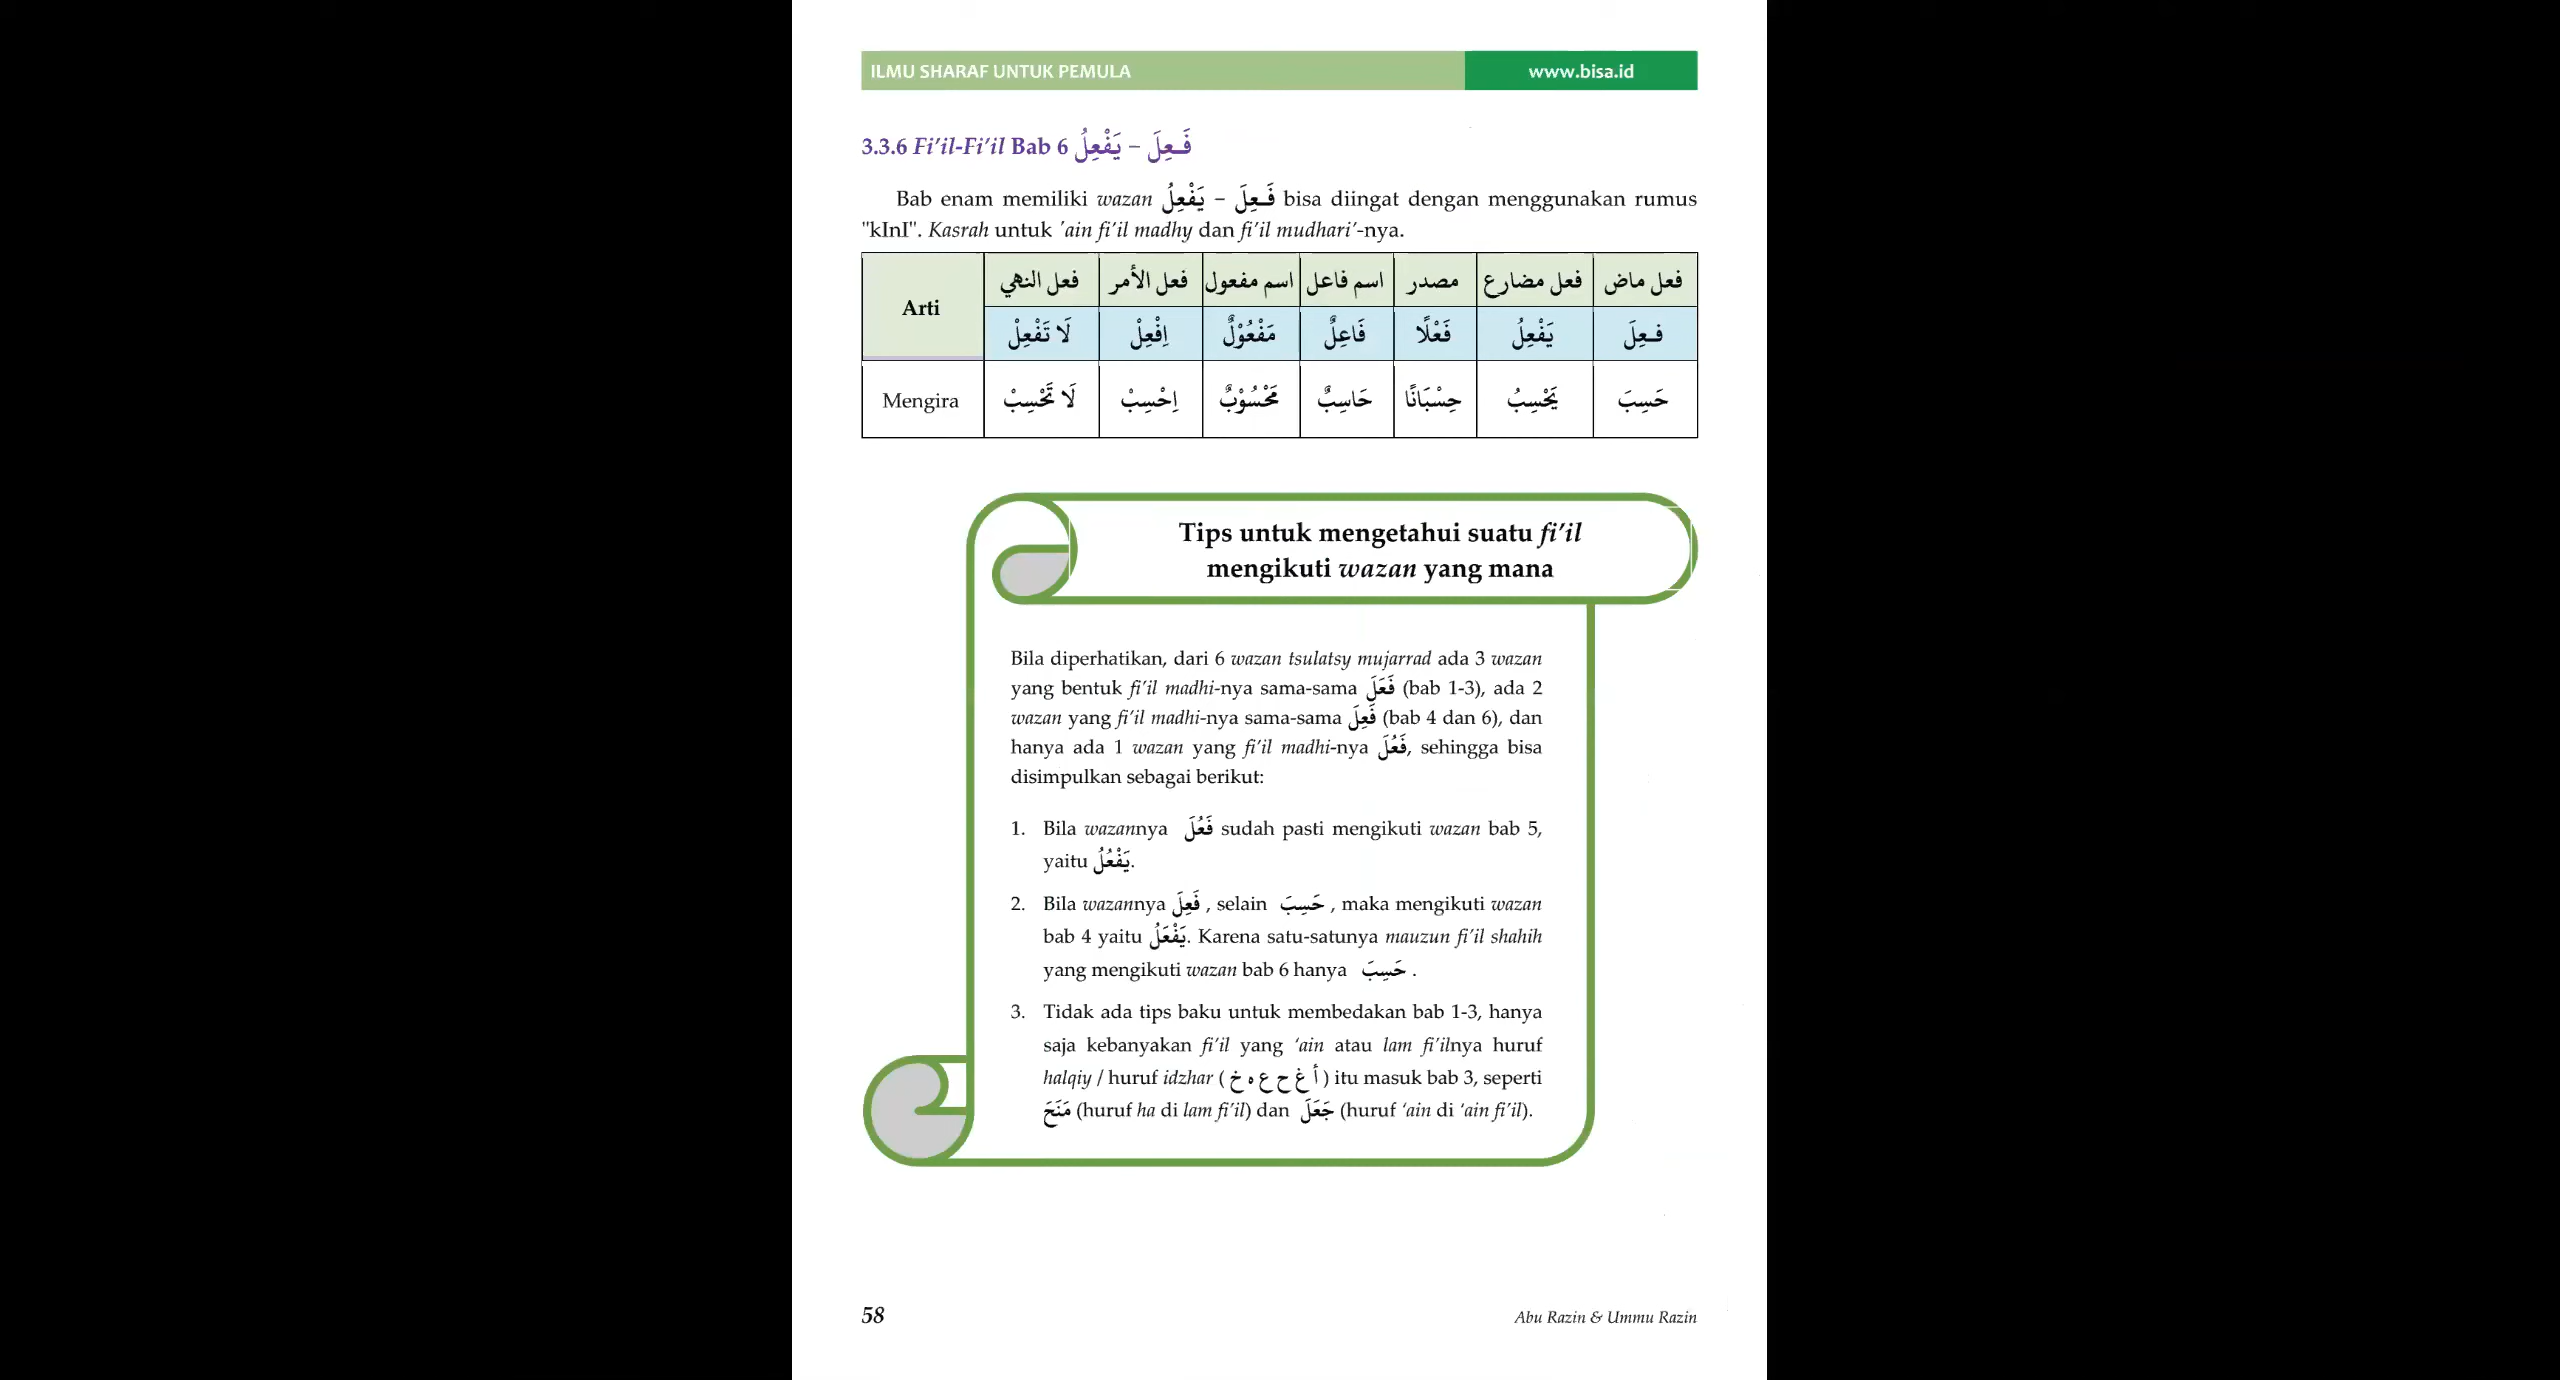 ILMU SHARAF UNTUK PEMULA www.bisa.id
3.3.6 Fi’il-Fi’il Bab 6 فَـعِلَ – يَفْعِلُ
Bab enam memiliki wazan فَـعِلَ – يَفْعِلُ bisa diingat dengan menggunakan rumus
"kInI". Kasrah untuk 'ain fi’il madhy dan fi’il mudhari’-nya.
Arti
فعل ماض فعل مضارع مصدر اسم فاعل اسم مفعول فعل الأمر فعل النهي
فـعِلَ يَفْعِلُ فَعْلًا فَاعِلٌ مَفْعُوْلٌ اِفْعِلْ لَا تَفْعِلْ
حَسِبَ يَحْسِبُ حِسْبَانًا حَاسِبٌ مَحْسُوْبٌ اِحْسِبْ لَا تَحْسِبْ Mengira
Tips untuk mengetahui suatu fi’il
mengikuti wazan yang mana
Bila diperhatikan, dari 6 wazan tsulatsy mujarrad ada 3 wazan
yang bentuk fi’il madhi-nya sama-sama فَعَلَ (bab 1-3), ada 2
wazan yang fi’il madhi-nya sama-sama فَعِلَ (bab 4 dan 6), dan
hanya ada 1 wazan yang fi’il madhi-nya فَعُلَ, sehingga bisa
disimpulkan sebagai berikut:
1. Bila wazannya فَعُلَ sudah pasti mengikuti wazan bab 5,
yaitu يَفْعُلُ.
2. Bila wazannya فَعِلَ , selain حَسِبَ , maka mengikuti wazan
bab 4 yaitu يَفْعَلُ. Karena satu-satunya mauzun fi’il shahih
yang mengikuti wazan bab 6 hanya حَسِبَ .
3. Tidak ada tips baku untuk membedakan bab 1-3, hanya
saja kebanyakan fi’il yang ‘ain atau lam fi’ilnya huruf
halqiy / huruf idzhar ( أ غ ح ع ه خ ) itu masuk bab 3, seperti
مَنَحَ (huruf ha di lam fi’il) dan جَعَلَ (huruf ‘ain di ‘ain fi’il).
58 Abu Razin & Ummu Razin